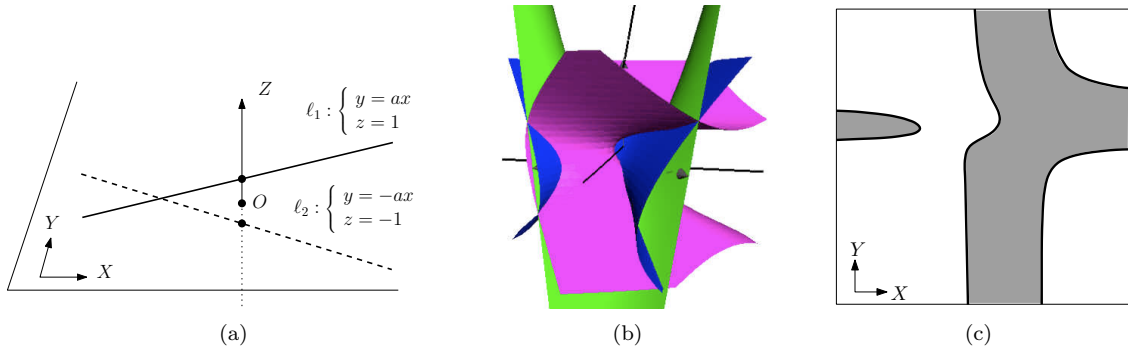 Z
ℓ₁ : { y = ax
z = 1
O
ℓ₂ : { y = −ax
z = −1
Y
X
Y
X
(a)
(b)
(c)